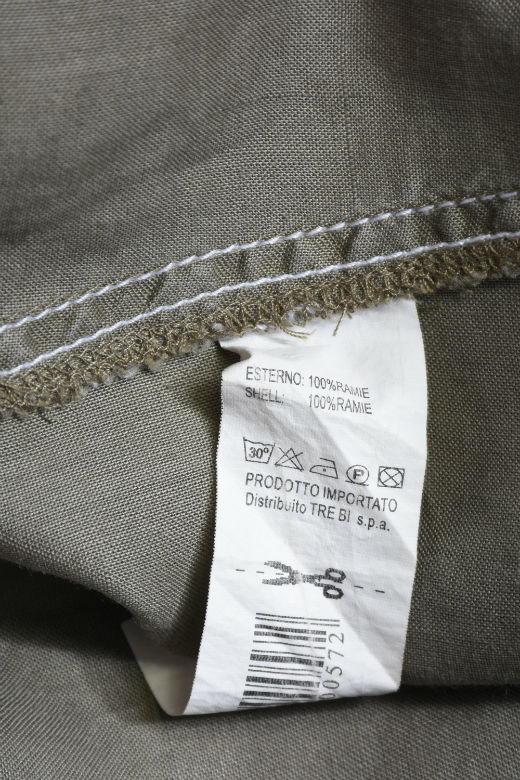 ESTERNO: 100%RAMIE
SHELL: 100%RAMIE
30°
P
PRODOTTO IMPORTATO
Distribuito TRE BI s.p.a.
00572